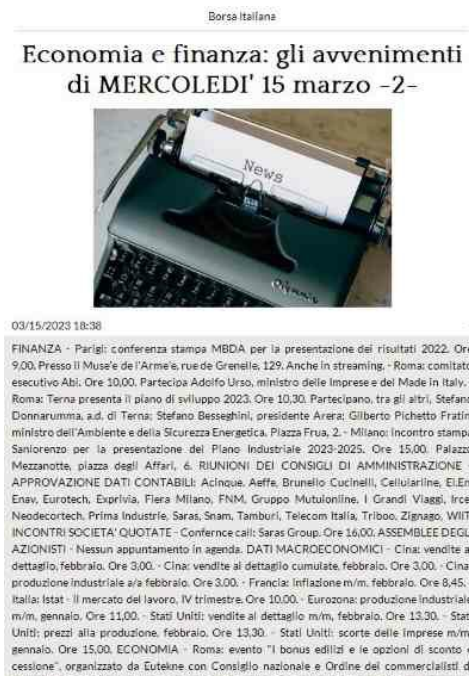 Borsa Italiana
Economia e finanza: gli avvenimenti
di MERCOLEDI' 15 marzo -2-
News
Olympia
03/15/2023 18:38
FINANZA - Parigi: conferenza stampa MBDA per la presentazione dei risultati 2022. Ore
9,00. Presso il Muse'e de l'Arme'e, rue de Grenelle, 129. Anche in streaming. - Roma: comitato
esecutivo Abi. Ore 10,00. Partecipa Adolfo Urso, ministro delle Imprese e del Made in Italy. -
Roma: Terna presenta il piano di sviluppo 2023. Ore 10,30. Partecipano, tra gli altri, Stefano
Donnarumma, a.d. di Terna; Stefano Besseghini, presidente Arera; Gilberto Pichetto Fratin,
ministro dell'Ambiente e della Sicurezza Energetica. Piazza Frua, 2. - Milano: incontro stampa
Sanlorenzo per la presentazione del Piano Industriale 2023-2025. Ore 15,00. Palazzo
Mezzanotte, piazza degli Affari, 6. RIUNIONI DEI CONSIGLI DI AMMINISTRAZIONE -
APPROVAZIONE DATI CONTABILI: Acinque, Aeffe, Brunello Cucinelli, Cellularline, El.En,
Enav, Eurotech, Exprivia, Fiera Milano, FNM, Gruppo Mutuionline, I Grandi Viaggi, Irce,
Neodecortech, Prima Industrie, Saras, Snam, Tamburi, Telecom Italia, Triboo, Zignago, WIIT.
INCONTRI SOCIETA' QUOTATE - Confernce call: Saras Group. Ore 16,00. ASSEMBLEE DEGLI
AZIONISTI - Nessun appuntamento in agenda. DATI MACROECONOMICI - Cina: vendite al
dettaglio, febbraio. Ore 3,00. - Cina: vendite al dettaglio cumulate, febbraio. Ore 3,00. - Cina:
produzione industriale a/a febbraio. Ore 3,00. - Francia: inflazione m/m, febbraio. Ore 8,45. -
Italia: Istat - Il mercato del lavoro, IV trimestre. Ore 10,00. - Eurozona: produzione industriale
m/m, gennaio. Ore 11,00. - Stati Uniti: vendite al dettaglio m/m, febbraio. Ore 13,30. - Stati
Uniti: prezzi alla produzione, febbraio. Ore 13,30. - Stati Uniti: scorte delle imprese m/m,
gennaio. Ore 15,00. ECONOMIA - Roma: evento "I bonus edilizi e le opzioni di sconto e
cessione", organizzato da Eutekne con Consiglio nazionale e Ordine dei commercialisti di